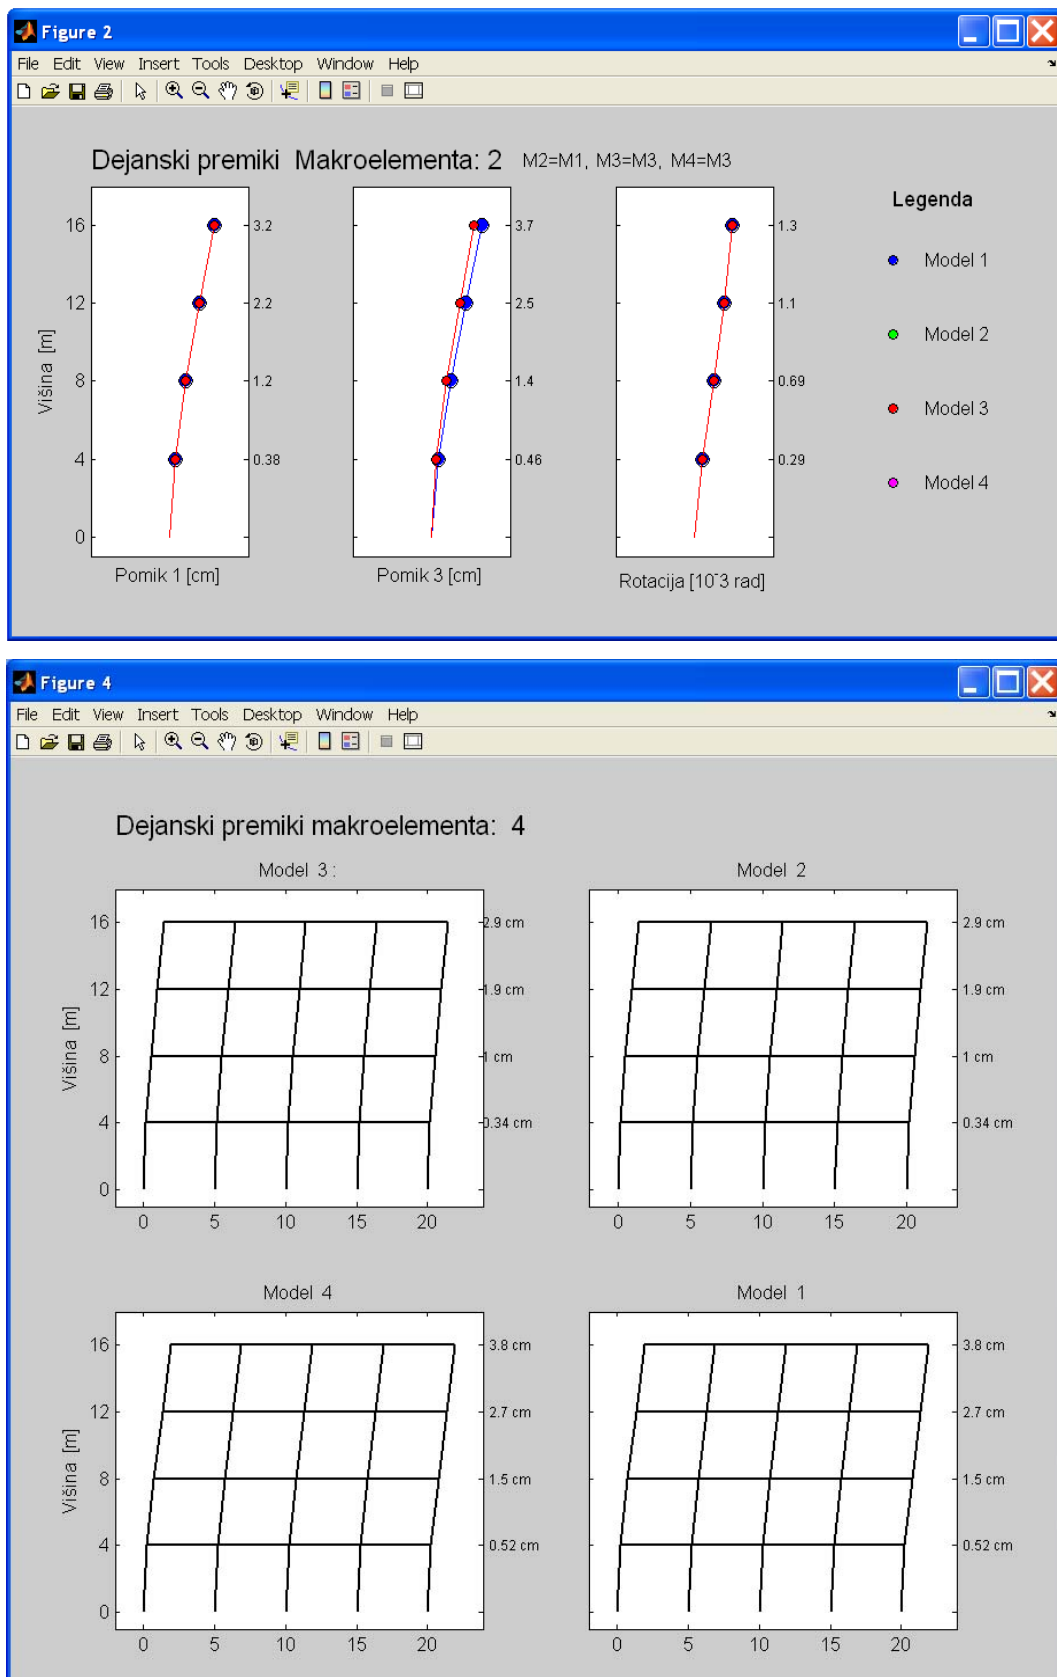 Figure 2
File Edit View Insert Tools Desktop Window Help
Dejanski premiki Makroelementa: 2 M2=M1, M3=M3, M4=M3
Višina [m]
16
12
8
4
0
3.2
2.2
1.2
0.38
Pomik 1 [cm]
3.7
2.5
1.4
0.46
Pomik 3 [cm]
1.3
1.1
0.69
0.29
Rotacija [10⁻3 rad]
Legenda
Model 1
Model 2
Model 3
Model 4
Figure 4
File Edit View Insert Tools Desktop Window Help
Dejanski premiki makroelementa: 4
Model 3 :
Višina [m]
16
12
8
4
0
2.9 cm
1.9 cm
1 cm
0.34 cm
0 5 10 15 20
Model 2
2.9 cm
1.9 cm
1 cm
0.34 cm
0 5 10 15 20
Model 4
Višina [m]
16
12
8
4
0
3.8 cm
2.7 cm
1.5 cm
0.52 cm
0 5 10 15 20
Model 1
3.8 cm
2.7 cm
1.5 cm
0.52 cm
0 5 10 15 20